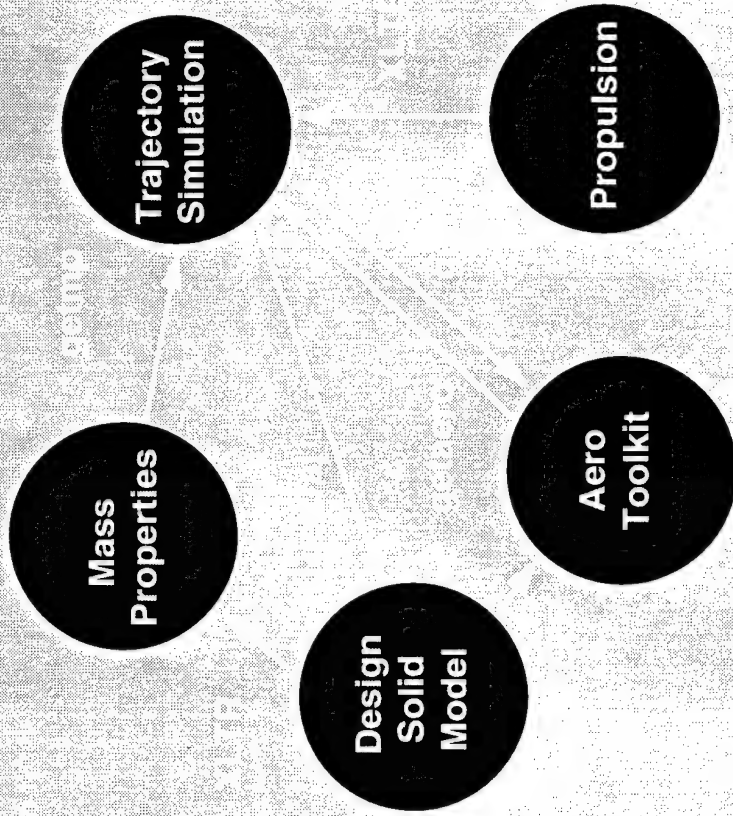 Mass
Properties
Trajectory
Simulation
Design
Solid
Model
Aero
Toolkit
Propulsion